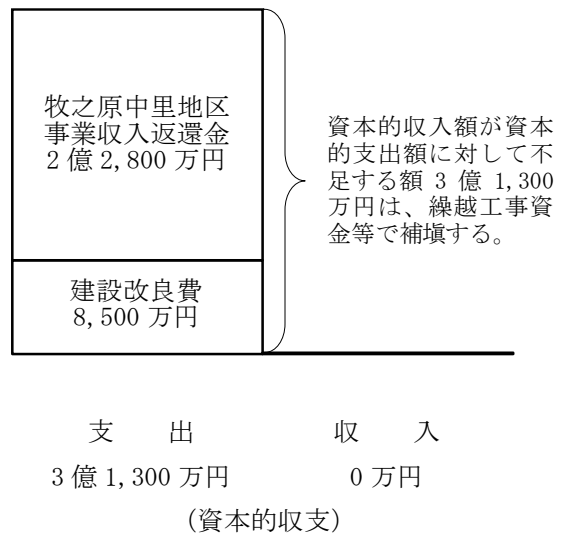 牧之原中里地区
事業収入返還金
2億2,800万円
資本的収入額が資本
的支出額に対して不
足する額3億1,300
万円は、繰越工事資
金等で補塡する。
建設改良費
8,500万円
支　出　収　入
3億1,300万円　0万円
（資本的収支）